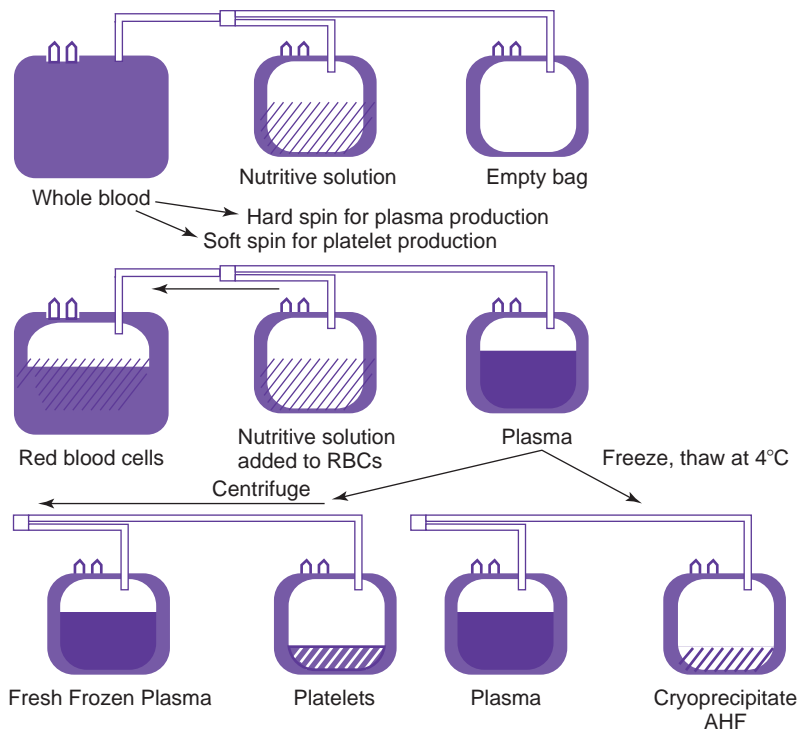 Whole blood
Nutritive solution
Empty bag
Hard spin for plasma production
Soft spin for platelet production
Red blood cells
Nutritive solution
added to RBCs
Plasma
Freeze, thaw at 4°C
Centrifuge
Fresh Frozen Plasma
Platelets
Plasma
Cryoprecipitate
AHF